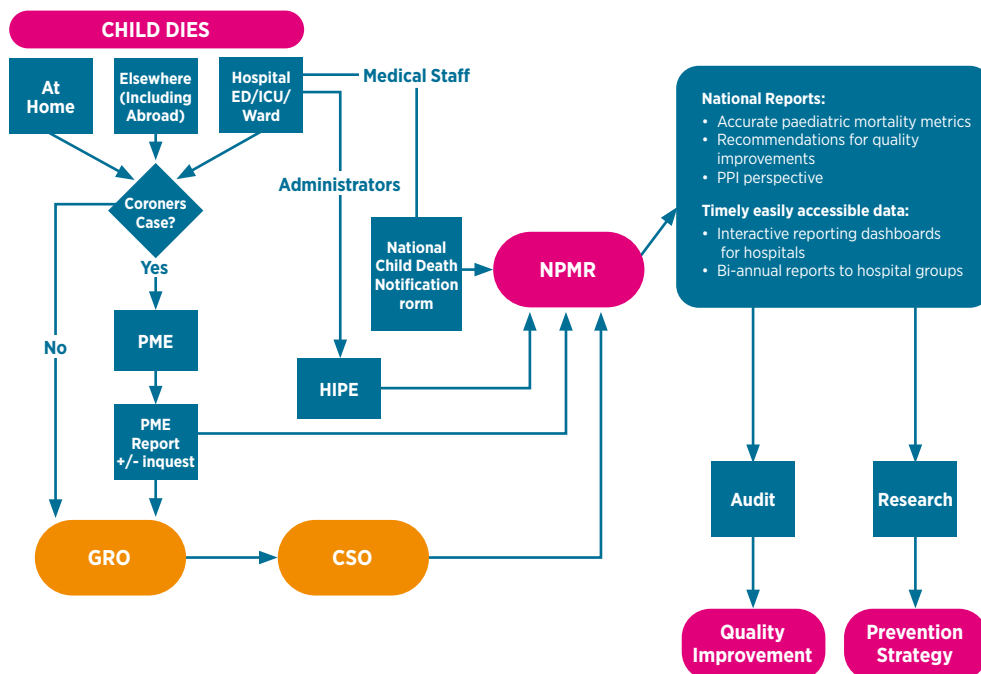 CHILD DIES
At
Home
Elsewhere
(Including
Abroad)
Hospital
ED/ICU/
Ward
Medical Staff
Administrators
Coroners
Case?
Yes
No
PME
PME
Report
+/- inquest
GRO
CSO
HIPE
National
Child Death
Notification
rorm
NPMR
National Reports:
• Accurate paediatric mortality metrics
• Recommendations for quality
improvements
• PPI perspective
Timely easily accessible data:
• Interactive reporting dashboards
for hospitals
• Bi-annual reports to hospital groups
Audit
Research
Quality
Improvement
Prevention
Strategy